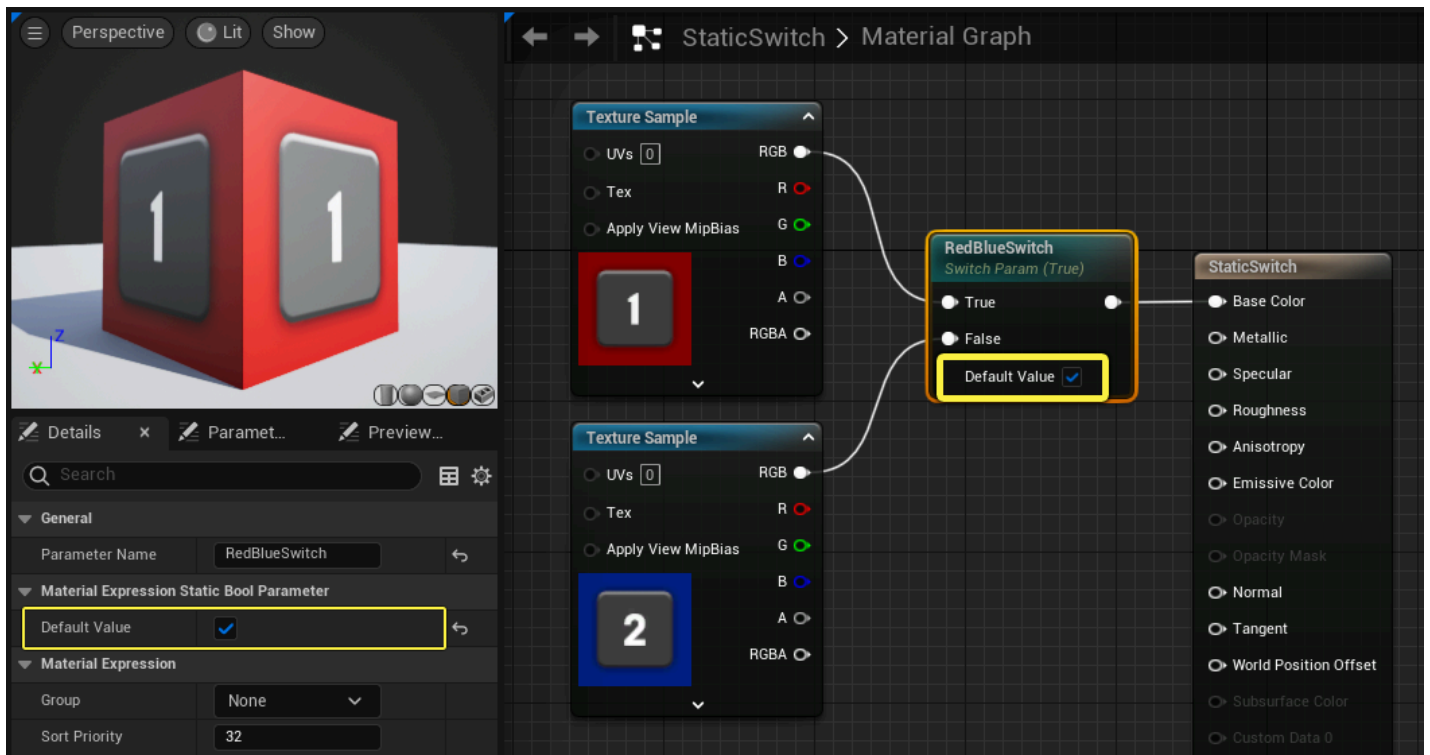 Perspective Lit Show
1 1
Z
X
Details × Paramet... Preview...
Search
General
Parameter Name RedBlueSwitch
Material Expression Static Bool Parameter
Default Value
Material Expression
Group None
Sort Priority 32
StaticSwitch > Material Graph
Texture Sample
UVs 0 RGB
Tex R
Apply View MipBias G
B
A
RGBA
1
Texture Sample
UVs 0 RGB
Tex R
Apply View MipBias G
B
A
RGBA
2
RedBlueSwitch
Switch Param (True)
True
False
Default Value
StaticSwitch
Base Color
Metallic
Specular
Roughness
Anisotropy
Emissive Color
Opacity
Opacity Mask
Normal
Tangent
World Position Offset
Subsurface Color
Custom Data 0